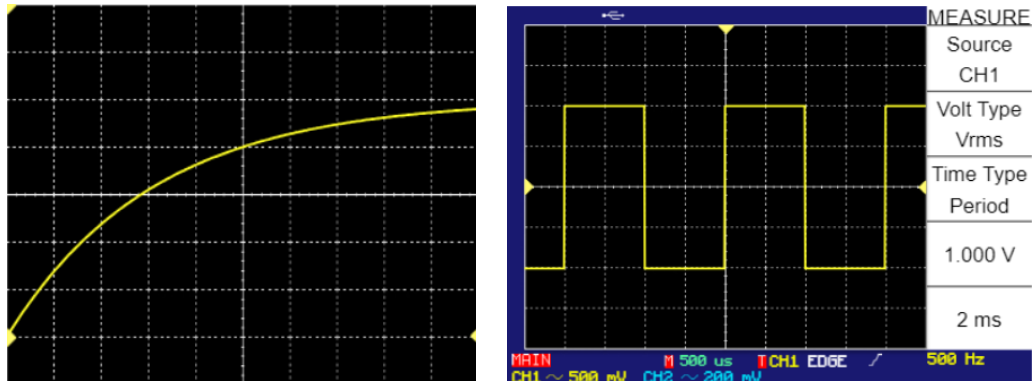 MEASURE
Source
CH1
Volt Type
Vrms
Time Type
Period
1.000 V
2 ms
MAIN M 500 us T CH1 EDGE 500 Hz
CH1 ~ 500 mV CH2 ~ 200 mV